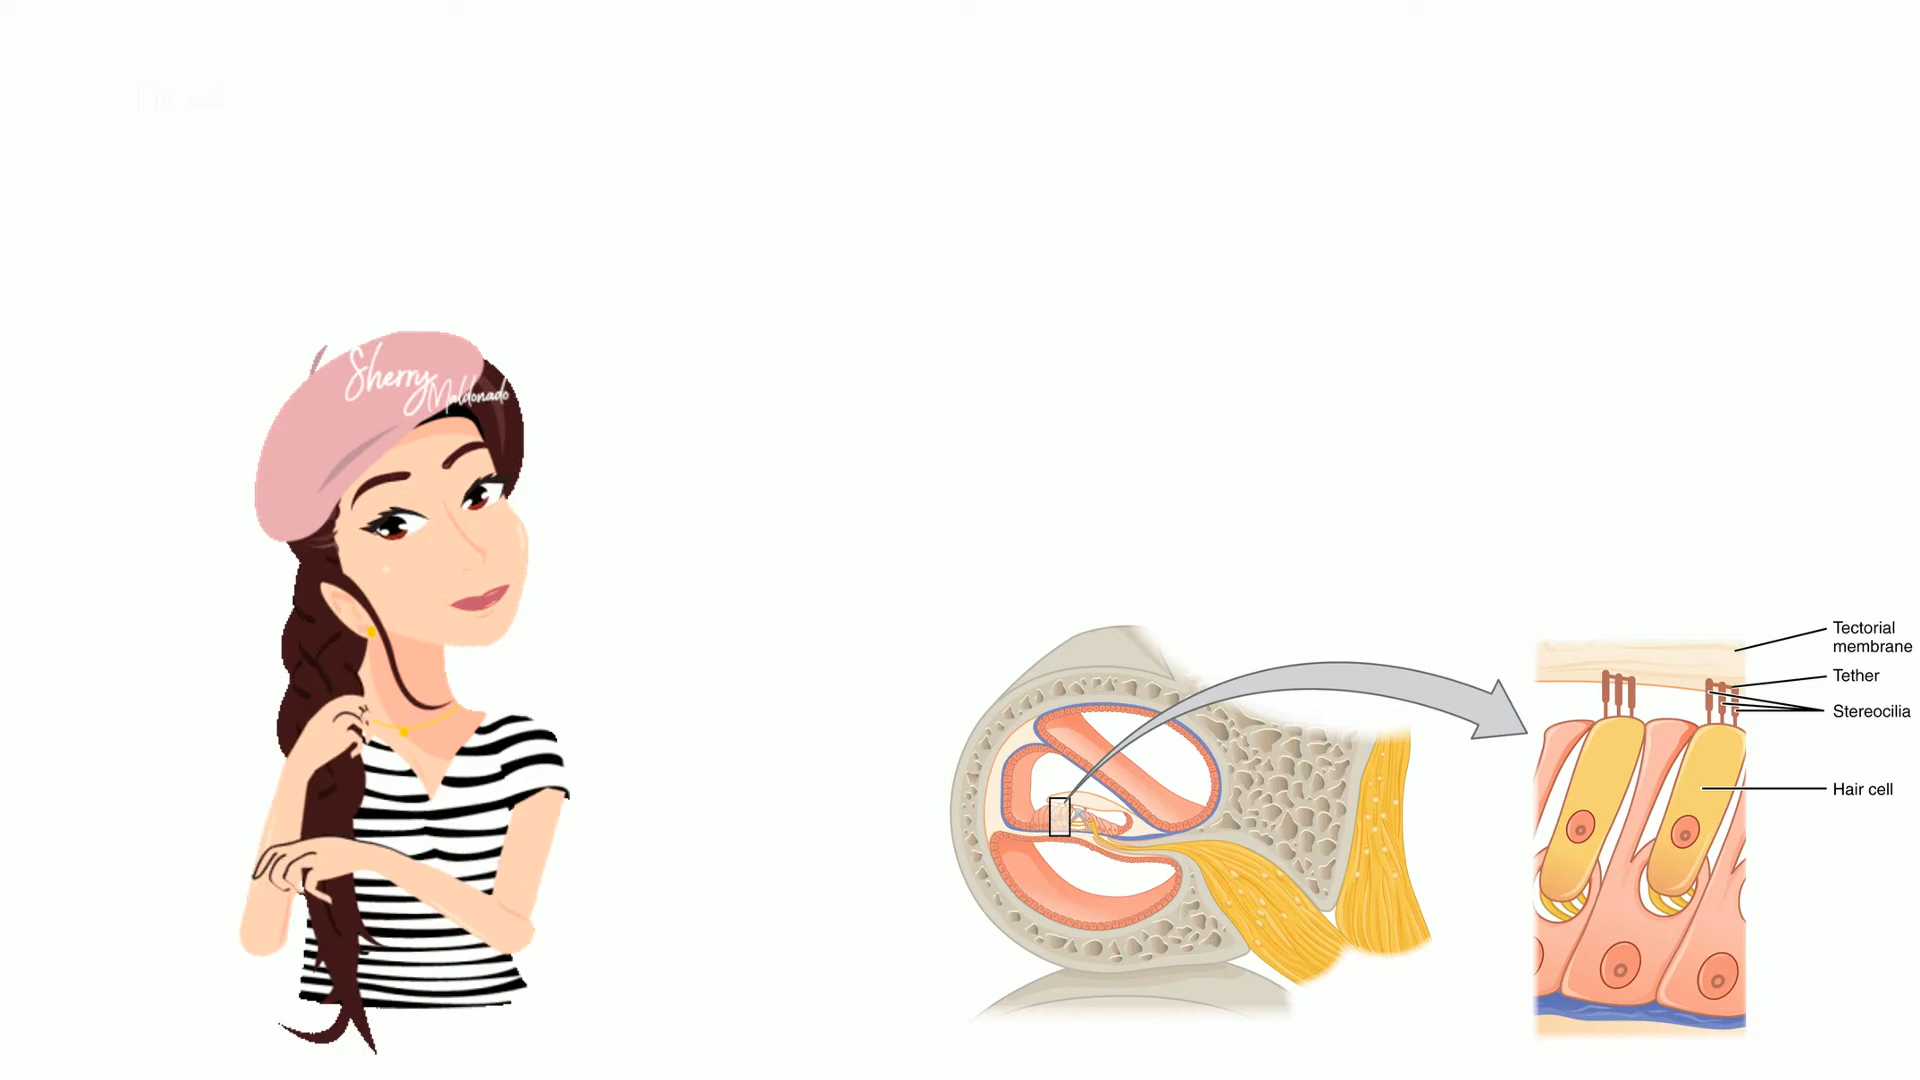 Sherry
Maldonado
Tectorial
membrane
Tether
Stereocilia
Hair cell